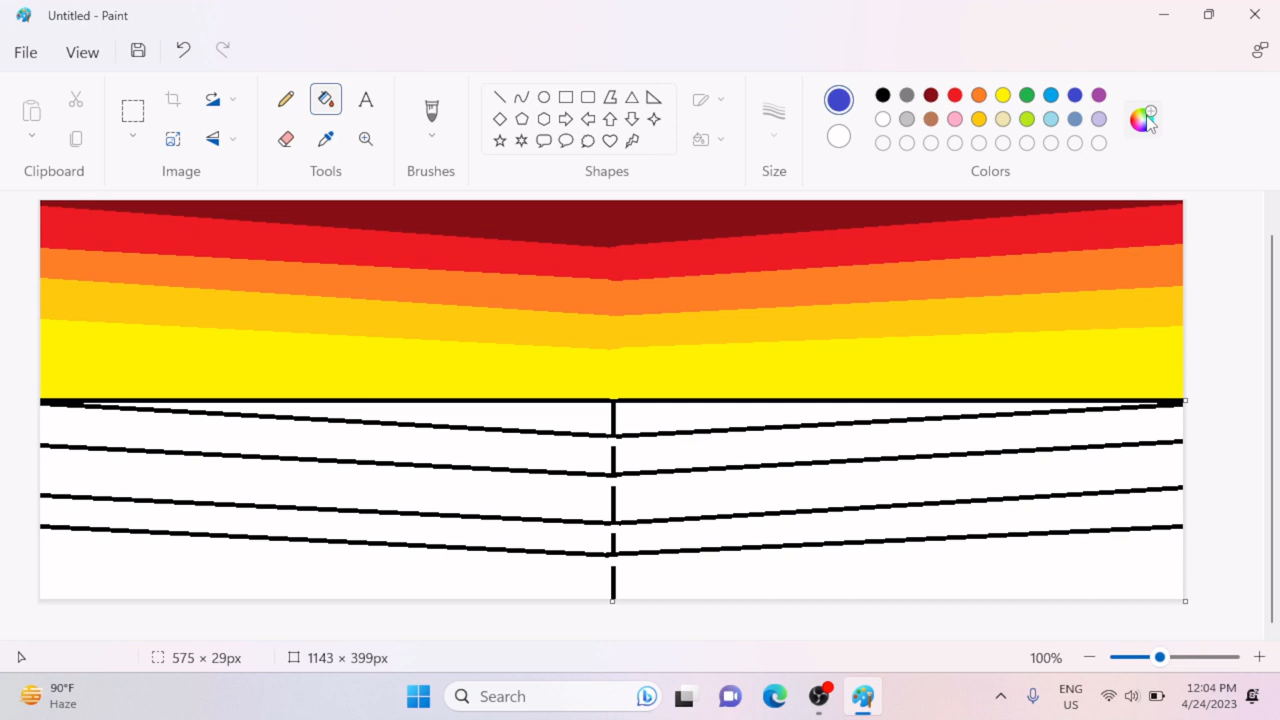 Untitled - Paint
File View
Clipboard Image Tools Brushes Shapes Size Colors
575 × 29px 1143 × 399px 100%
90°F
Haze
Search
ENG
US
12:04 PM
4/24/2023